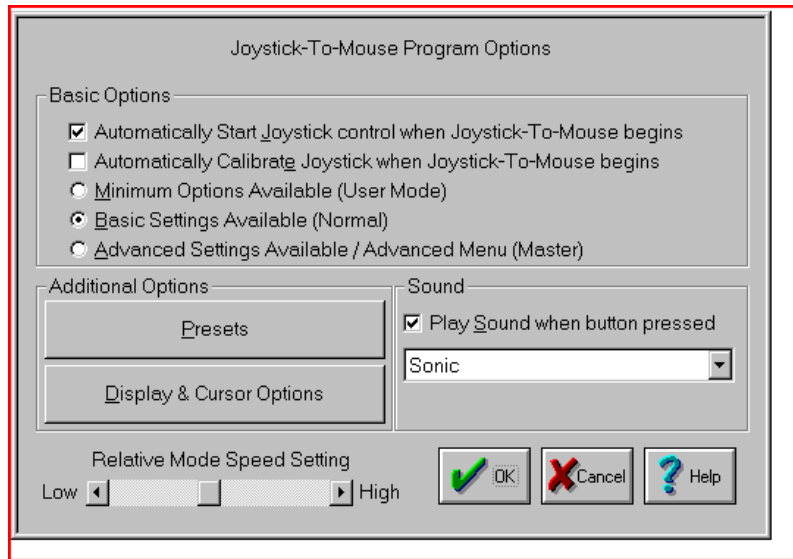 Joystick-To-Mouse Program Options
Basic Options
Automatically Start Joystick control when Joystick-To-Mouse begins
Automatically Calibrate Joystick when Joystick-To-Mouse begins
Minimum Options Available (User Mode)
Basic Settings Available (Normal)
Advanced Settings Available / Advanced Menu (Master)
Additional Options
Presets
Display & Cursor Options
Sound
Play Sound when button pressed
Sonic
Relative Mode Speed Setting
Low High
OK Cancel Help